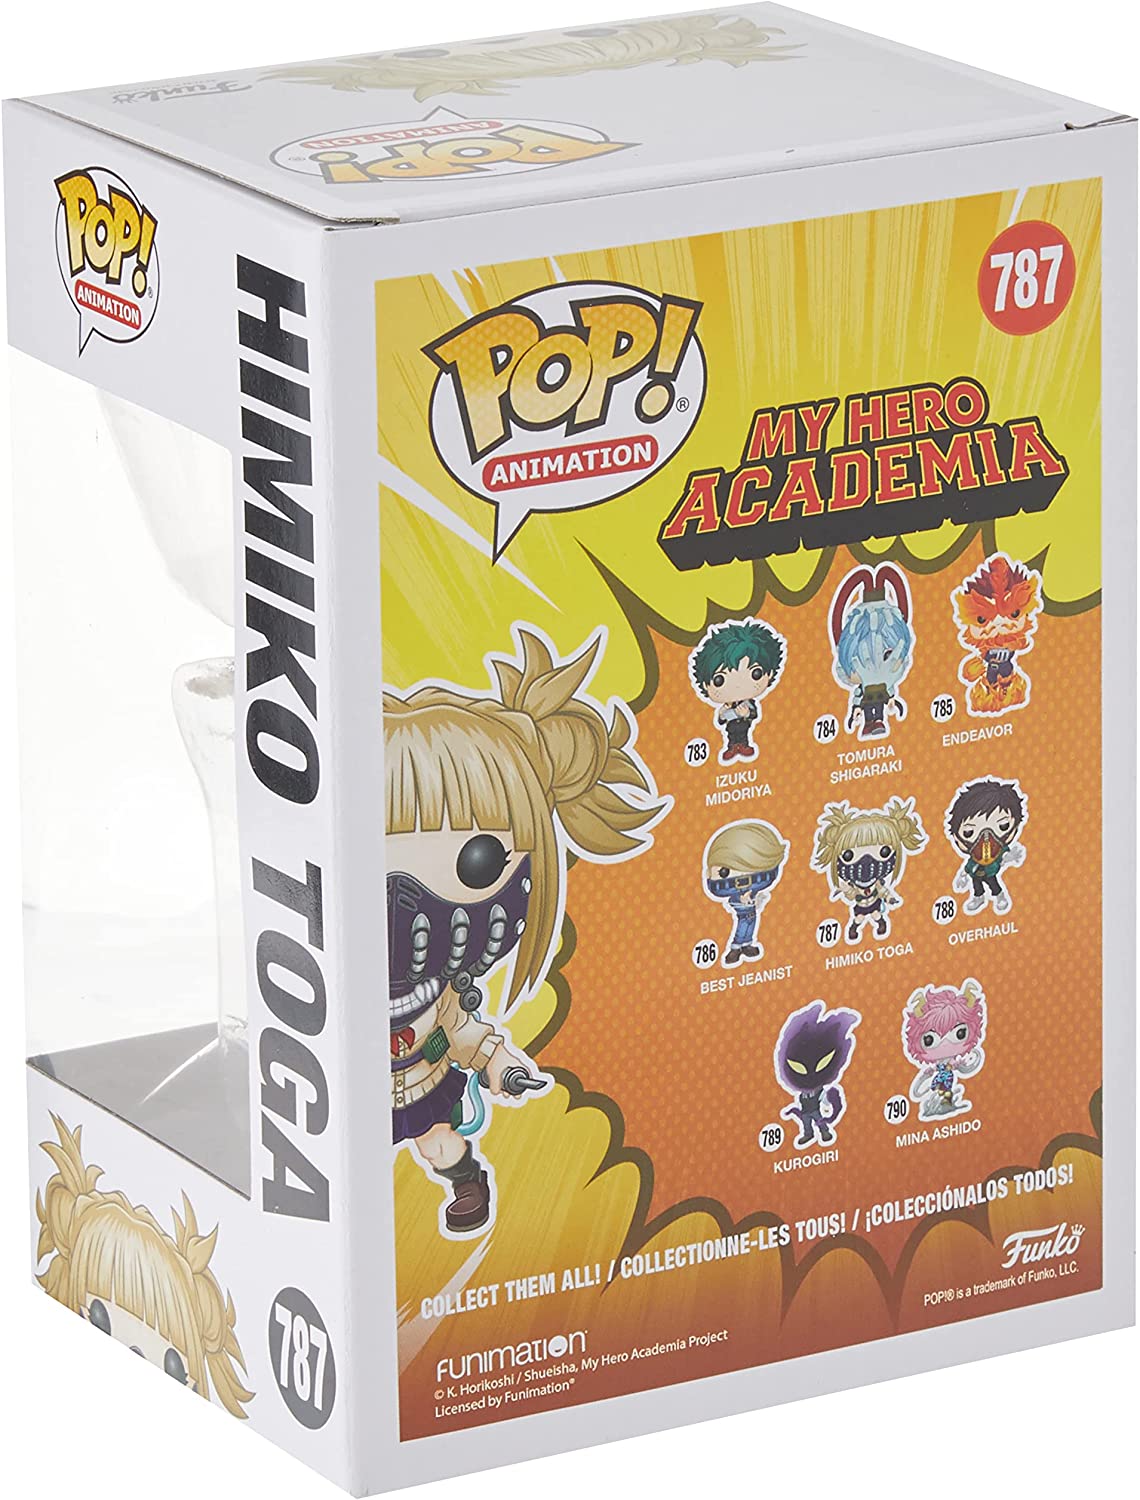 Funko
POP!
ANIMATION
POP!®
ANIMATION
HIMIKO TOGA
787
787
POP!®
ANIMATION
MY HERO
ACADEMIA
783
IZUKU
MIDORIYA
784
TOMURA
SHIGARAKI
785
ENDEAVOR
786
BEST JEANIST
787
HIMIKO TOGA
788
OVERHAUL
789
KUROGIRI
790
MINA ASHIDO
COLLECT THEM ALL! / COLLECTIONNE-LES TOUS! / ¡COLECCIÓNALOS TODOS!
Funko
POP!® is a trademark of Funko, LLC.
FUNIMATION®
© K. Horikoshi / Shueisha, My Hero Academia Project
Licensed by Funimation®